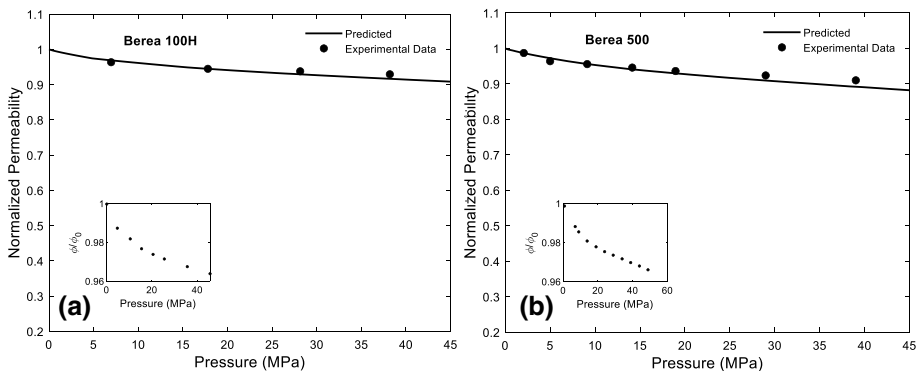 1.1
1
0.9
0.8
0.7
0.6
0.5
0.4
0.3
0.2
Normalized Permeability
Berea 100H
Predicted
Experimental Data
1
0.98
0.96
ϕ/ϕ0
0 20 40
Pressure (MPa)
(a)
0 5 10 15 20 25 30 35 40 45
Pressure (MPa)
1.1
1
0.9
0.8
0.7
0.6
0.5
0.4
0.3
0.2
Normalized Permeability
Berea 500
Predicted
Experimental Data
1
0.98
0.96
ϕ/ϕ0
0 20 40 60
Pressure (MPa)
(b)
0 5 10 15 20 25 30 35 40 45
Pressure (MPa)